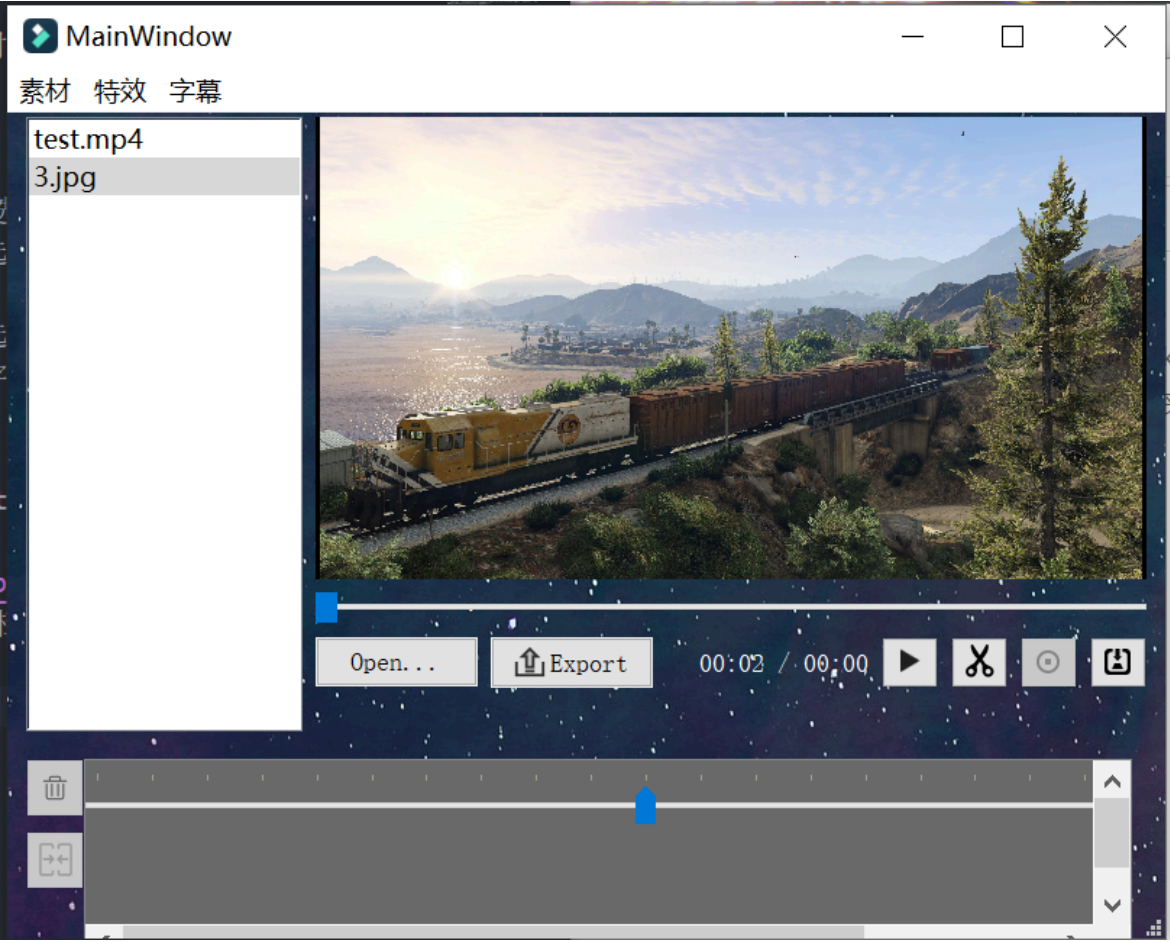 MainWindow
素材 特效 字幕
test.mp4
3.jpg
Open... Export 00:02 / 00:00